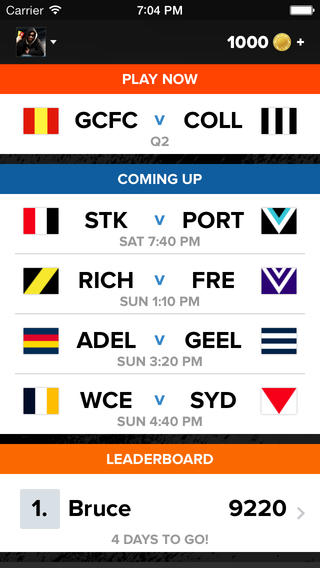 Carrier 7:04 PM
1000 +
PLAY NOW
GCFC v COLL
Q2
COMING UP
STK v PORT
SAT 7:40 PM
RICH v FRE
SUN 1:10 PM
ADEL v GEEL
SUN 3:20 PM
WCE v SYD
SUN 4:40 PM
LEADERBOARD
1. Bruce 9220
4 DAYS TO GO!